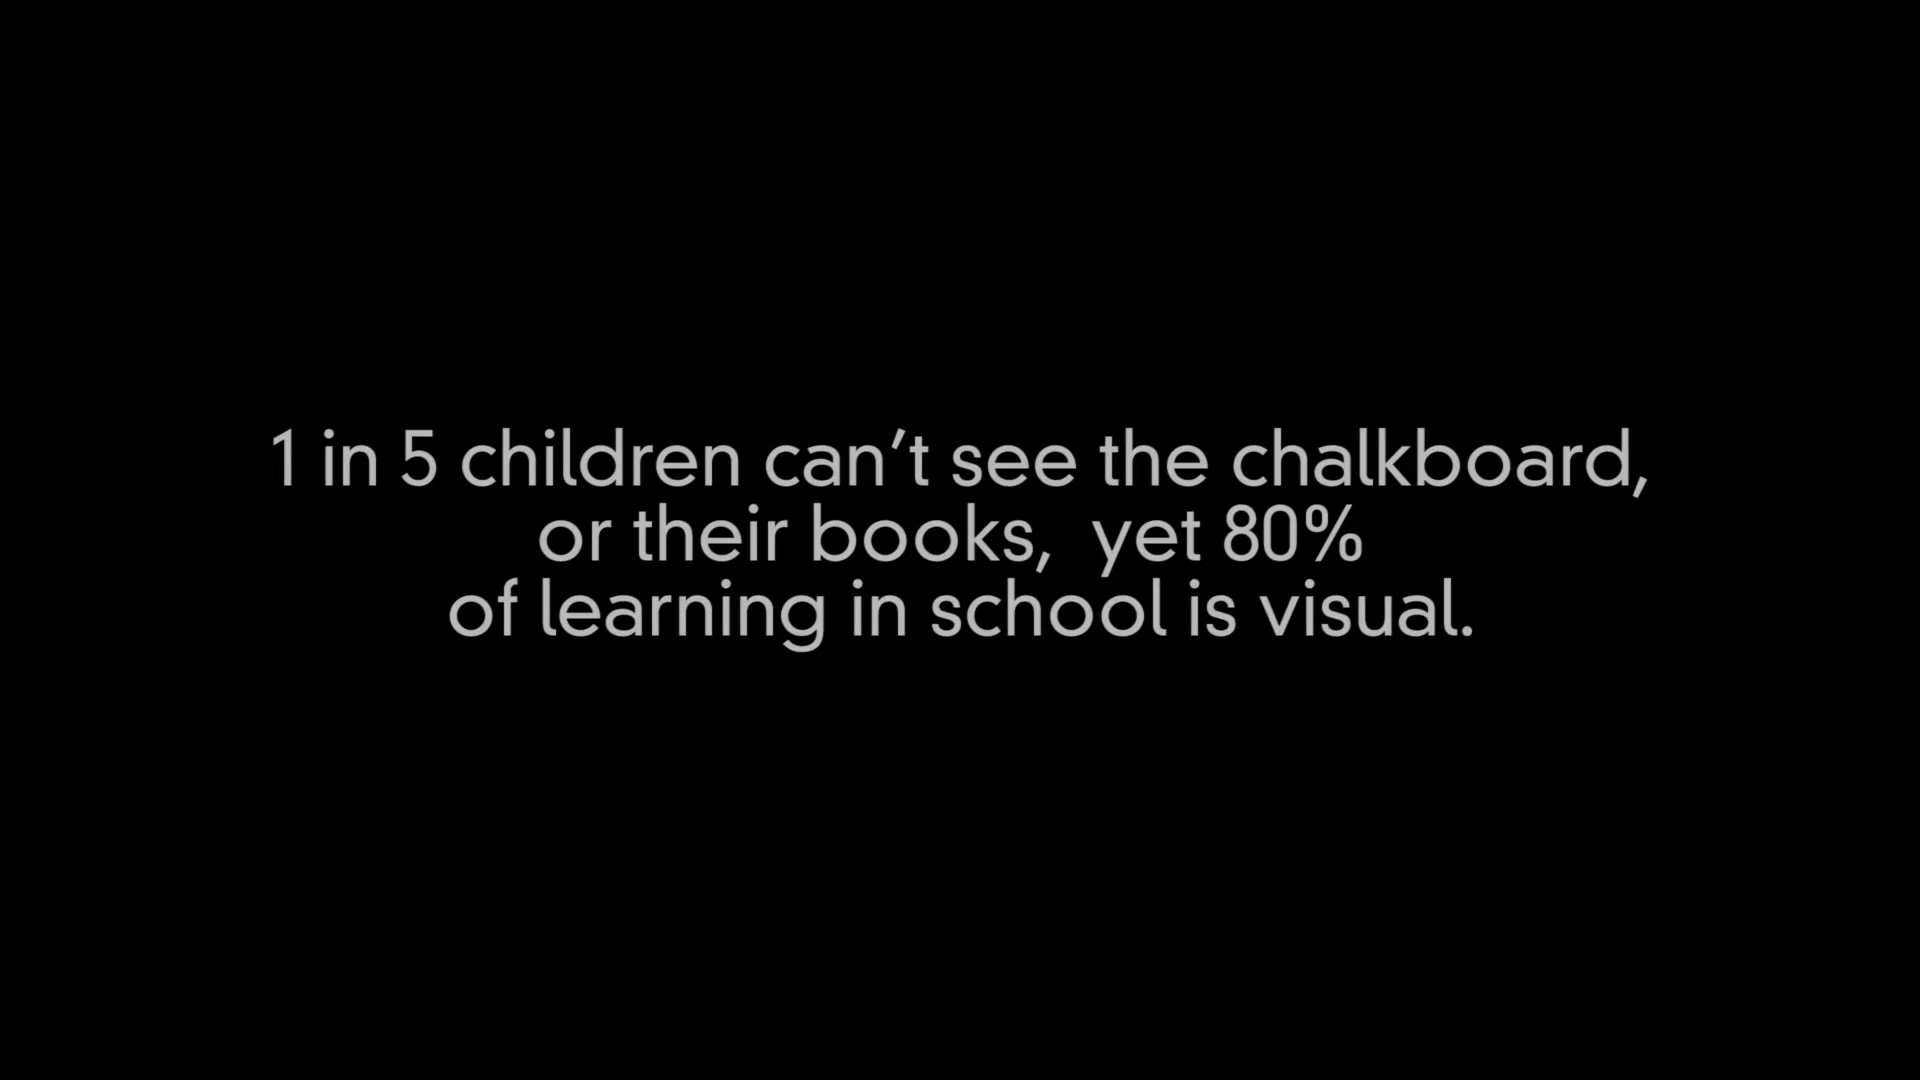 1 in 5 children can’t see the chalkboard,
or their books,  yet 80%
of learning in school is visual.